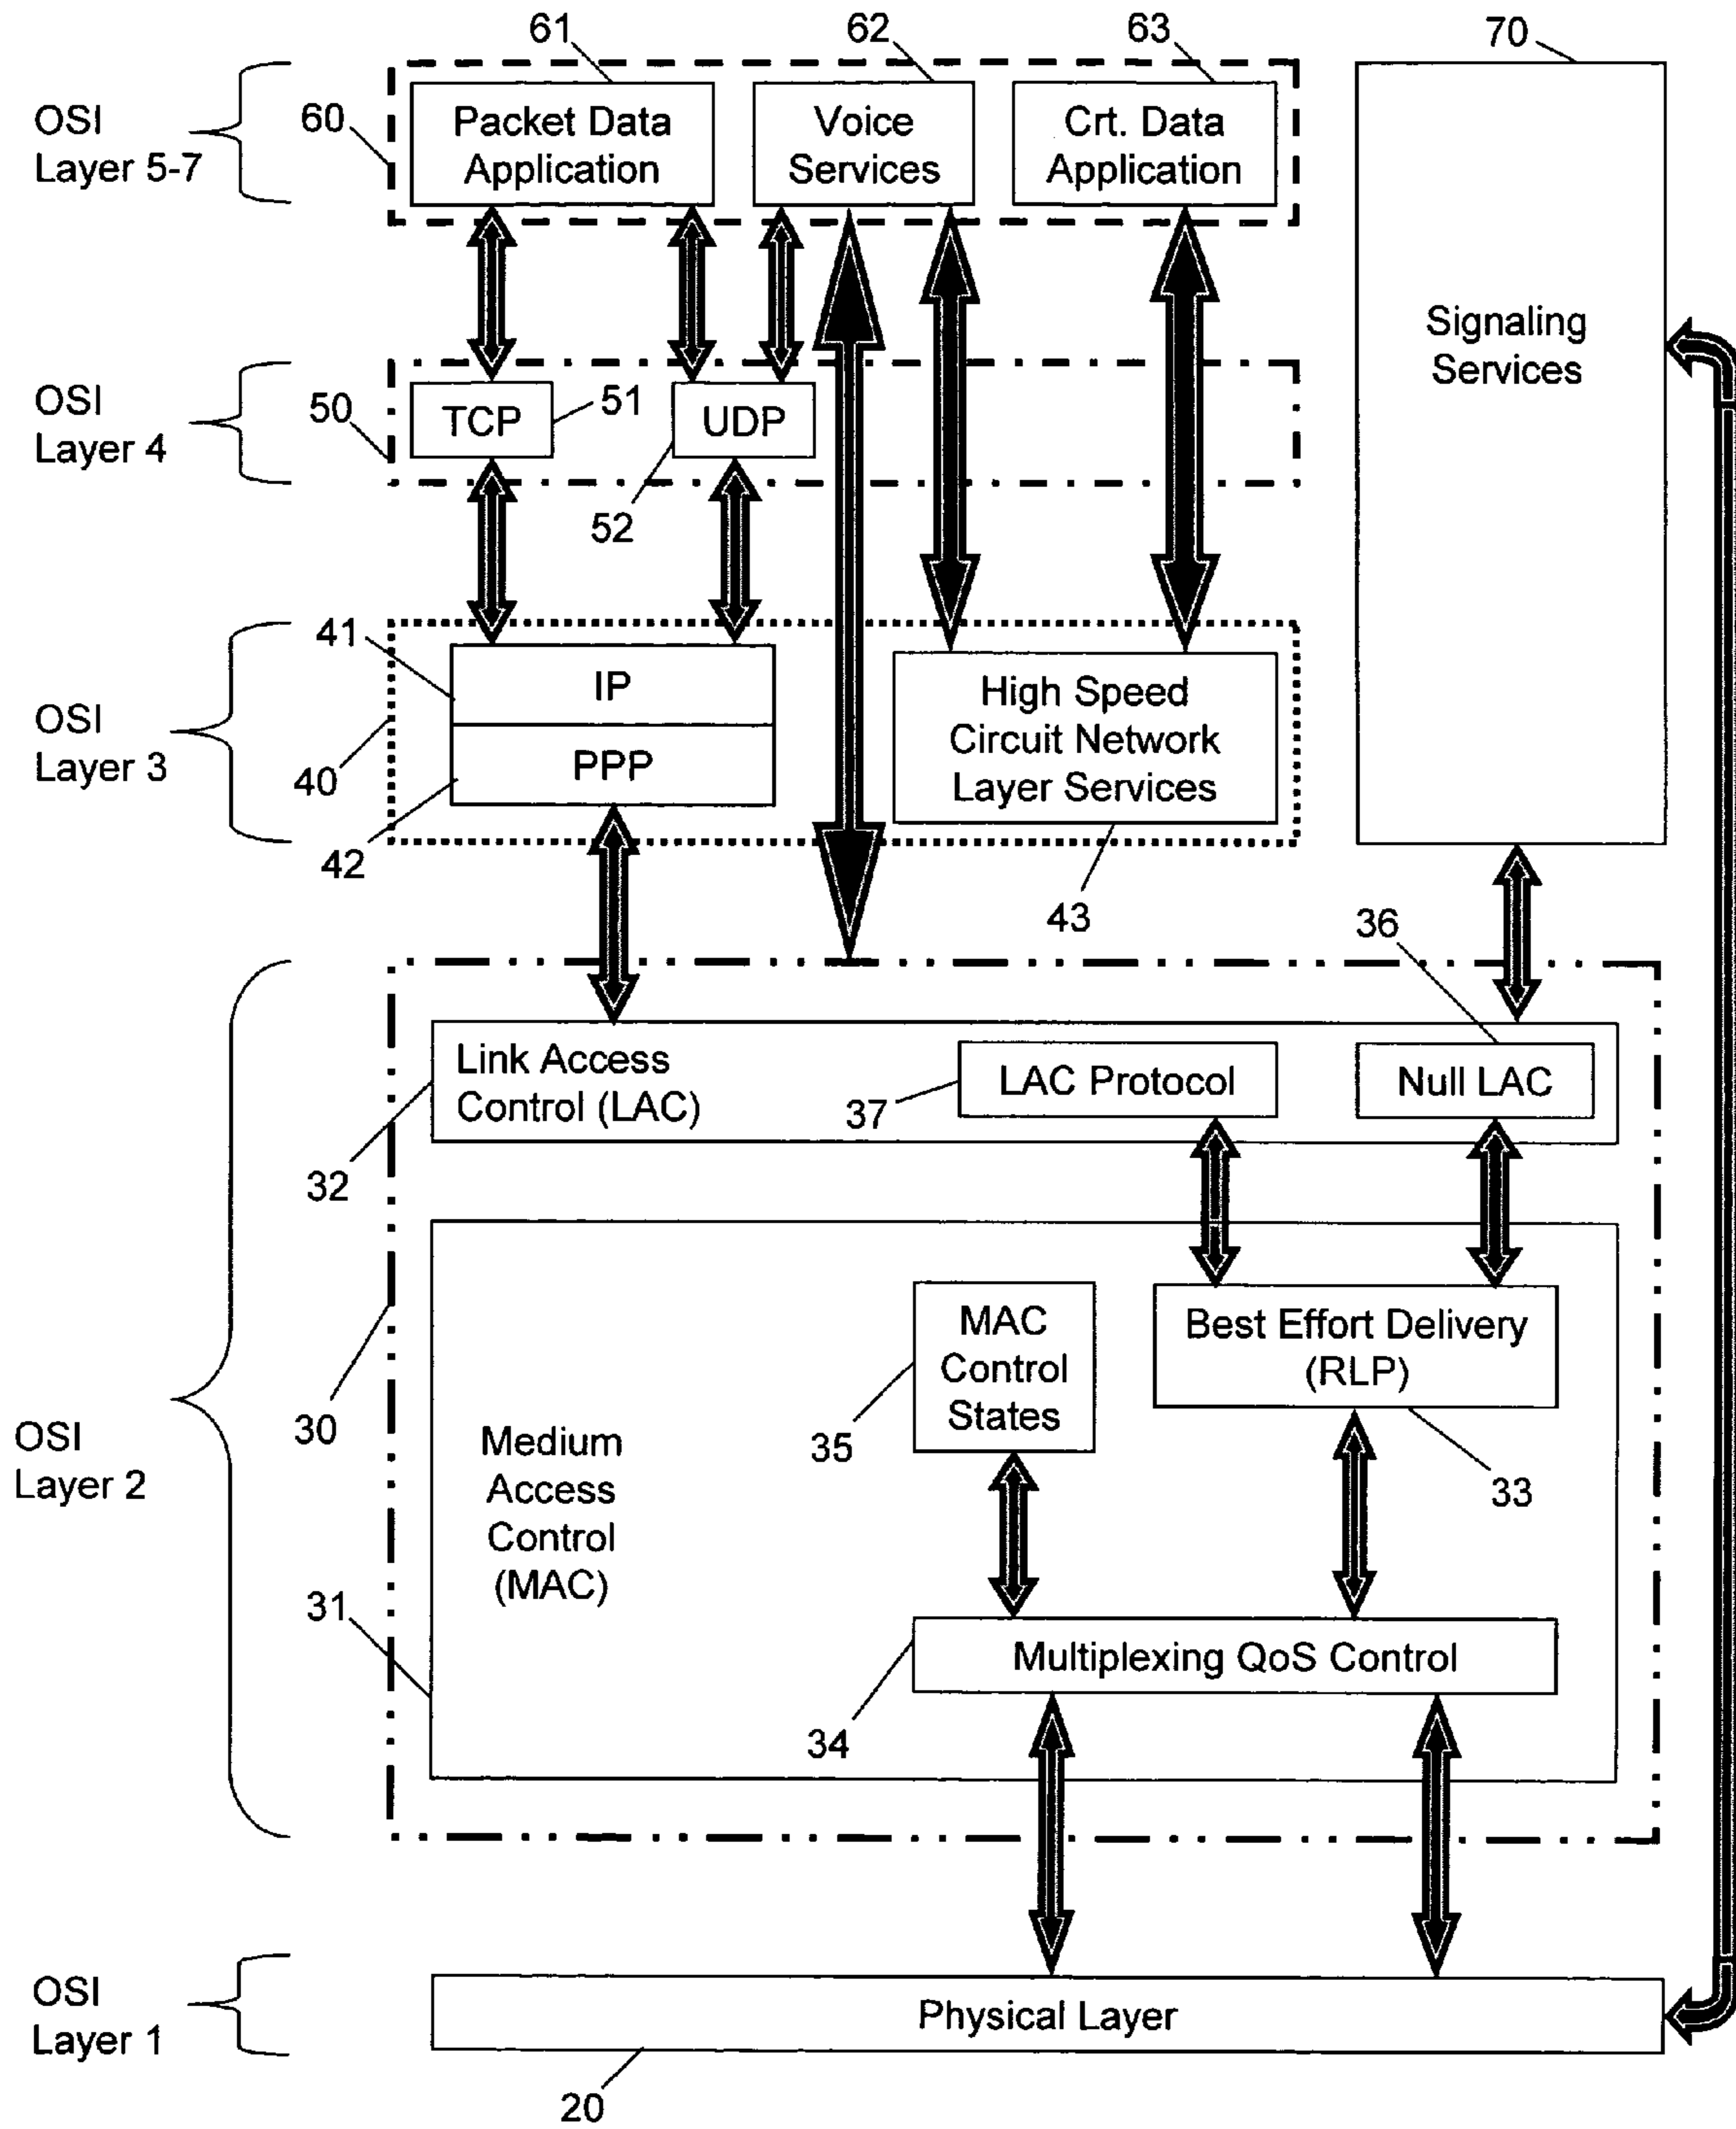 61
62
63
70
OSI
Layer 5-7
60
Packet Data
Application
Voice
Services
Crt. Data
Application
Signaling
Services
OSI
Layer 4
50
TCP
51
UDP
52
OSI
Layer 3
41
40
42
IP
PPP
High Speed
Circuit Network
Layer Services
43
36
Link Access
Control (LAC)
37
LAC Protocol
Null LAC
32
OSI
Layer 2
30
Medium
Access
Control
(MAC)
MAC
Control
States
35
Best Effort Delivery
(RLP)
33
31
Multiplexing QoS Control
34
OSI
Layer 1
Physical Layer
20